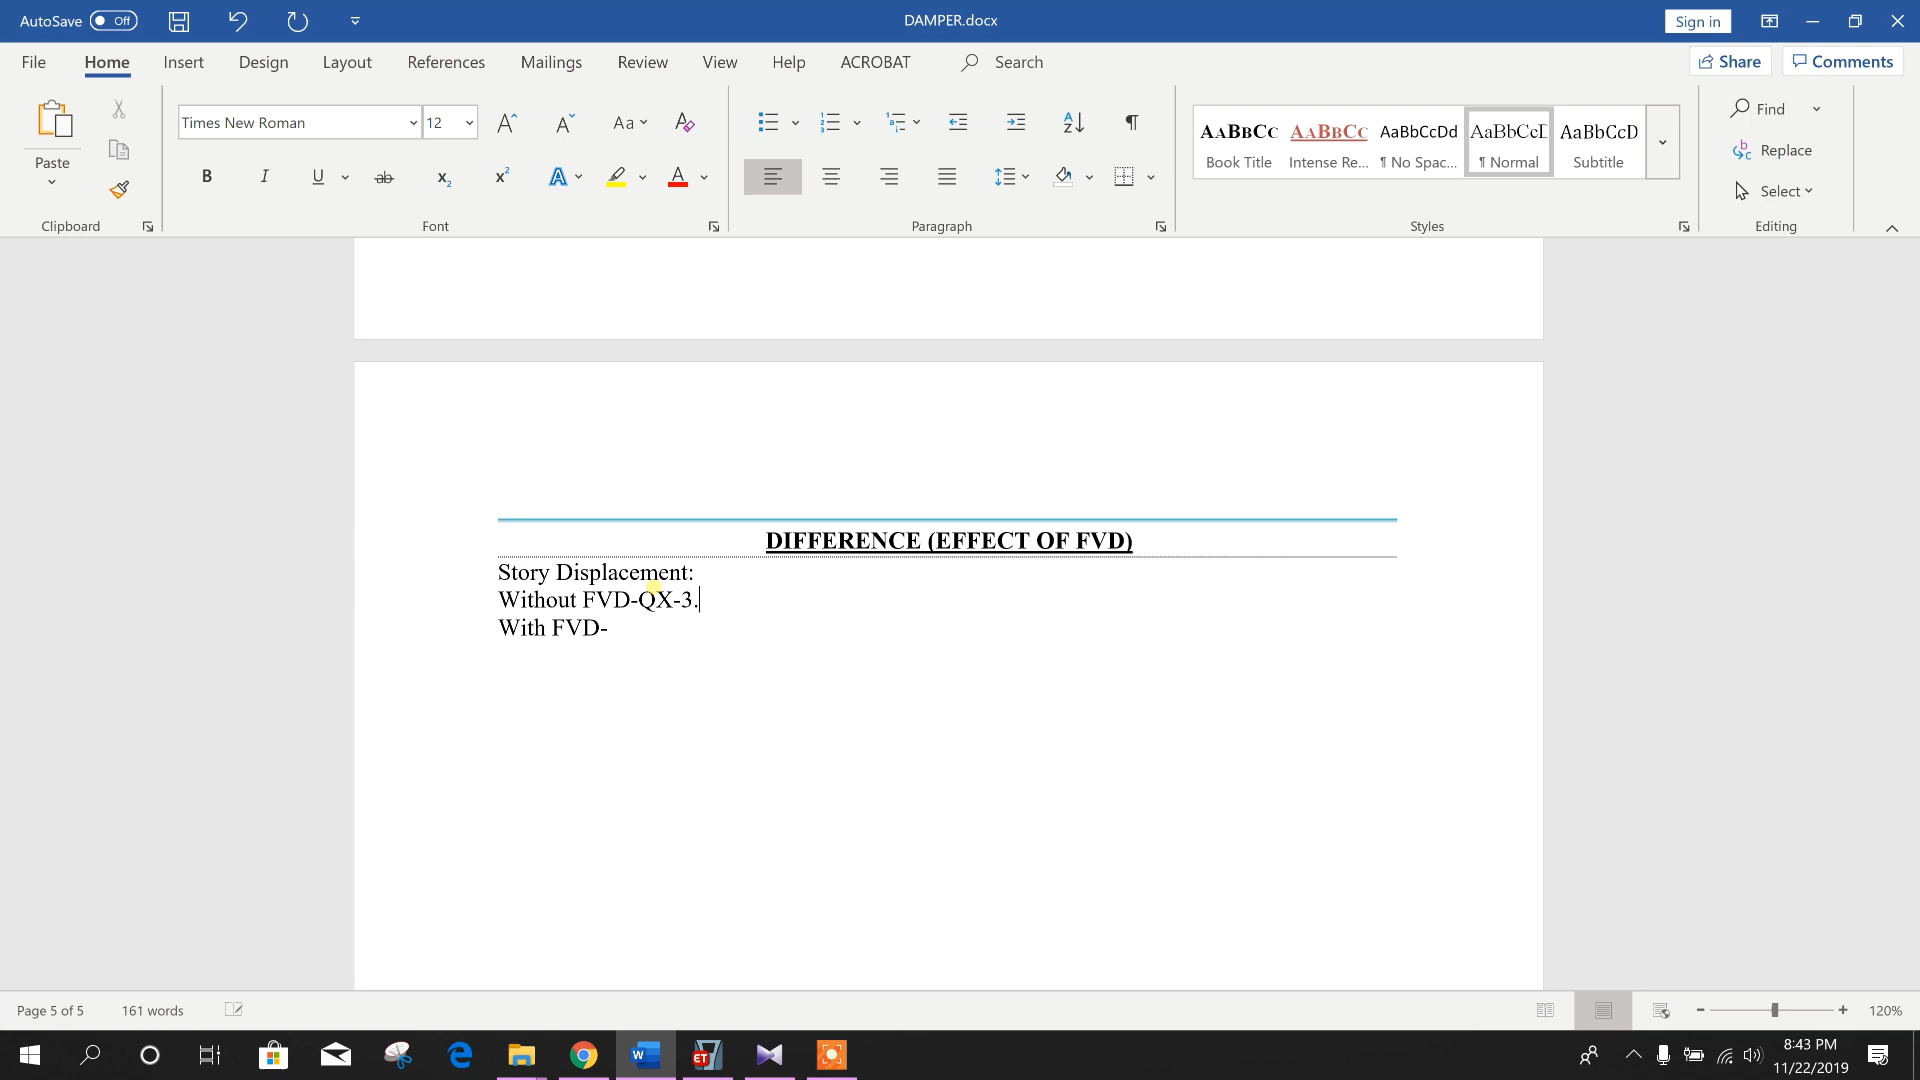 AutoSave Off DAMPER.docx Sign in
File Home Insert Design Layout References Mailings Review View Help ACROBAT Search Share Comments
Paste
Clipboard
Times New Roman 12
Aa
B I U ab x2 x2 A A
Font
Paragraph
AaBbCc AaBbCc AaBbCcDd AaBbCcD AaBbCcD
Book Title Intense Re... ¶ No Spac... ¶ Normal Subtitle
Styles
Find
Replace
Select
Editing
DIFFERENCE (EFFECT OF FVD)
Story Displacement:
Without FVD-QX-3.
With FVD-
Page 5 of 5 161 words 120%
8:43 PM
11/22/2019